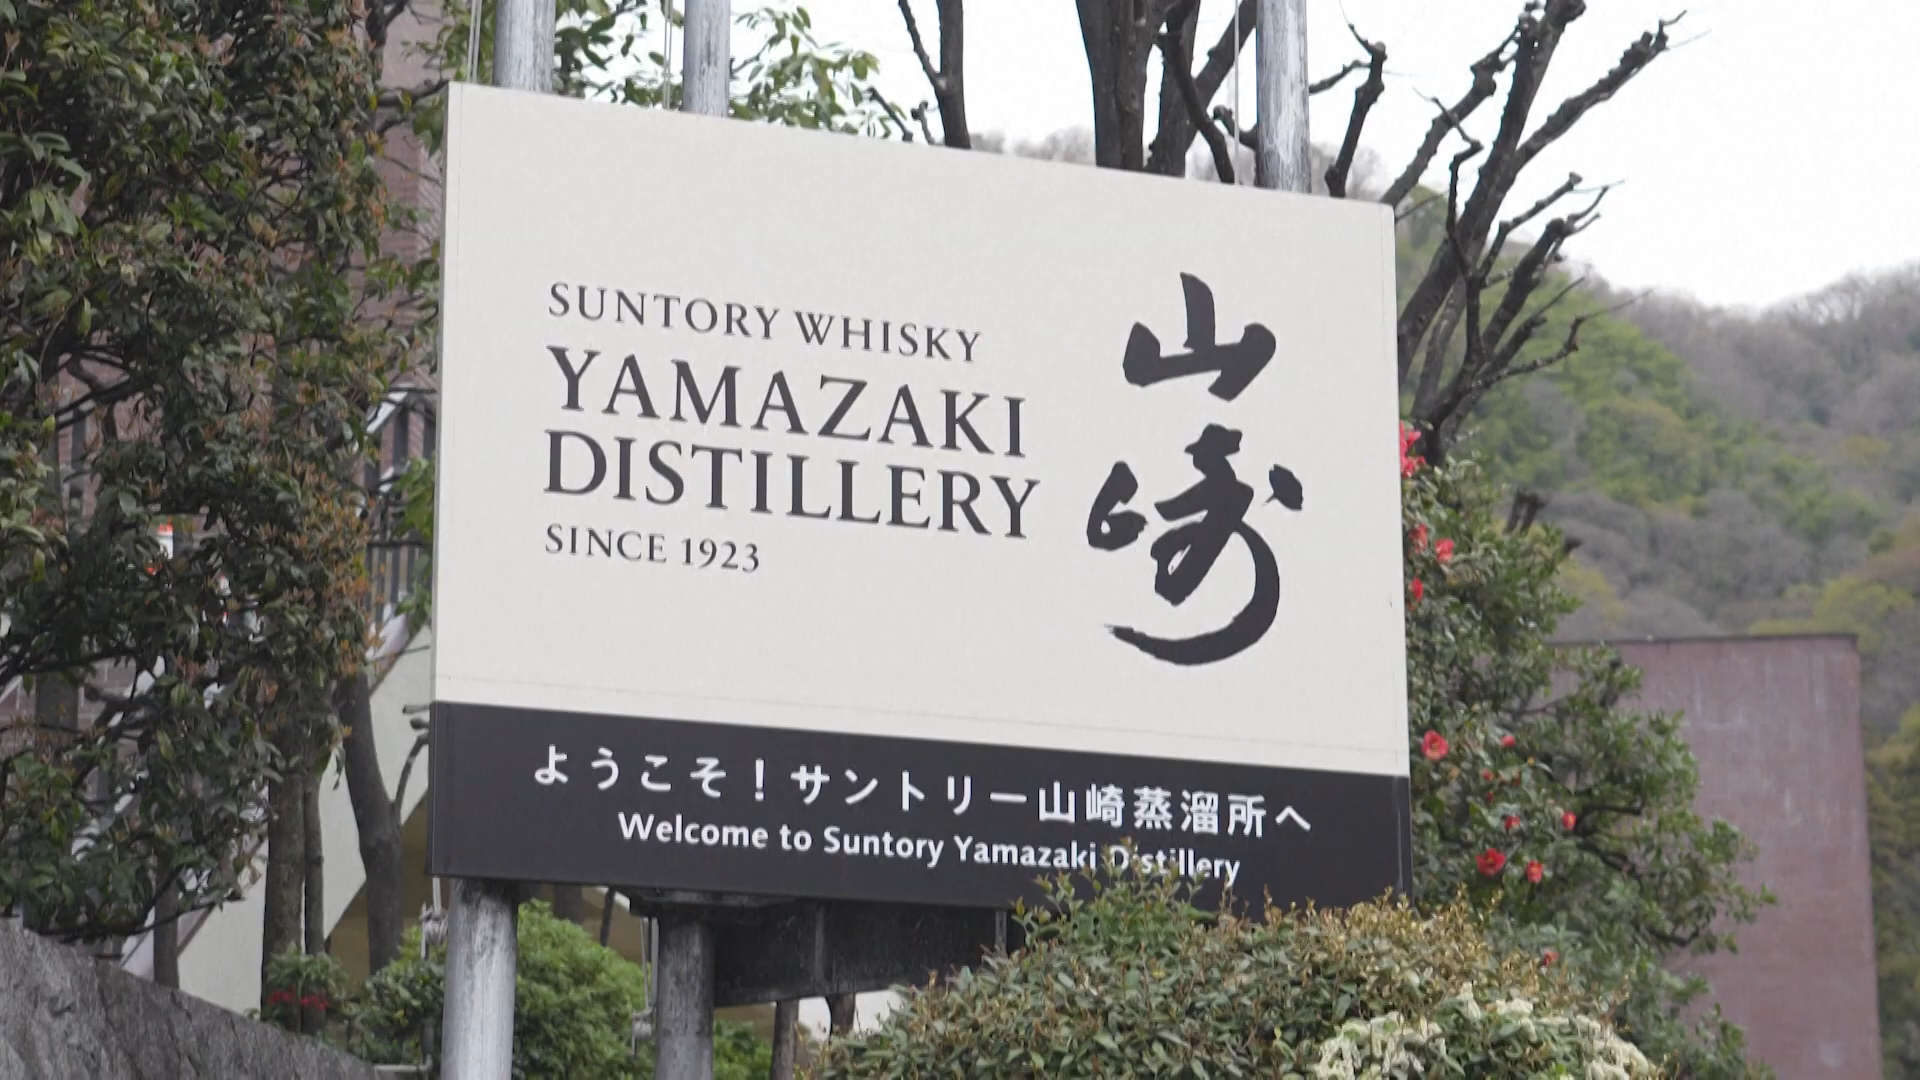 SUNTORY WHISKY
YAMAZAKI
DISTILLERY
SINCE 1923
山崎
ようこそ！サントリー山崎蒸溜所へ
Welcome to Suntory Yamazaki Distillery